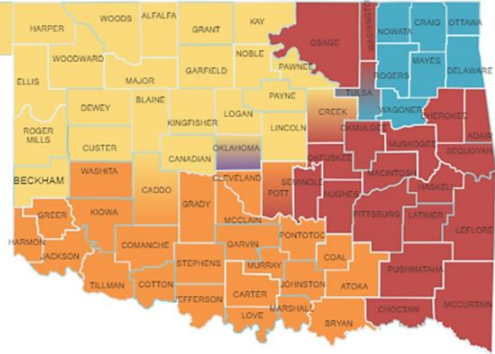 HARPER
WOODS
ALFALFA
GRANT
KAY
OSAGE
WASHINGTON
NOWATA
CRAIG
OTTAWA
WOODWARD
MAJOR
GARFIELD
NOBLE
PAWNEE
ROGERS
MAYES
DELAWARE
ELLIS
DEWEY
BLAINE
KINGFISHER
LOGAN
PAYNE
CREEK
TULSA
WAGONER
CHEROKEE
ADAIR
ROGER
MILLS
CUSTER
CANADIAN
OKLAHOMA
LINCOLN
OKMULGEE
MUSKOGEE
SEQUOYAH
BECKHAM
WASHITA
CADDO
GRADY
CLEVELAND
POTT
SEMINOLE
OKFUSKEE
HUGHES
MCINTOSH
HASKELL
GREER
KIOWA
MCCLAIN
PITTSBURG
LATIMER
LEFLORE
HARMON
JACKSON
COMANCHE
GARVIN
PONTOTOC
COAL
PUSHMATAHA
TILLMAN
COTTON
STEPHENS
MURRAY
JOHNSTON
ATOKA
MCCURTAIN
JEFFERSON
CARTER
LOVE
MARSHALL
BRYAN
CHOCTAW